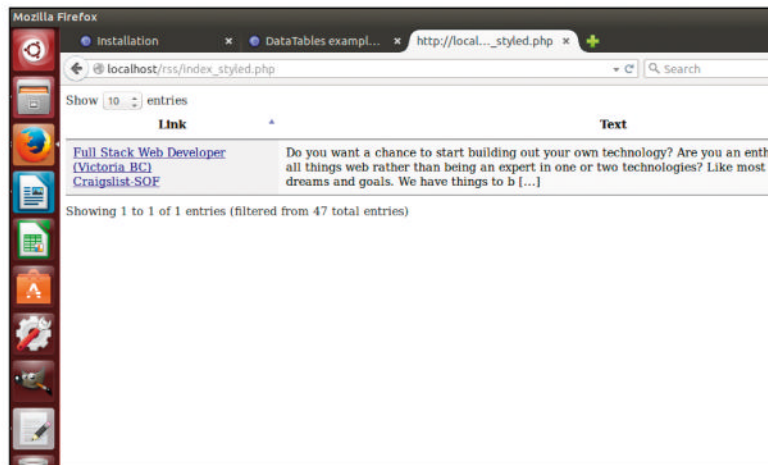 Mozilla Firefox
Installation × DataTables exampl... × http://local..._styled.php ×
localhost/rss/index_styled.php Search
Show 10 entries
Link Text
Full Stack Web Developer
(Victoria BC)
Craigslist-SOF
Do you want a chance to start building out your own technology? Are you an enth
all things web rather than being an expert in one or two technologies? Like most
dreams and goals. We have things to b [...]
Showing 1 to 1 of 1 entries (filtered from 47 total entries)